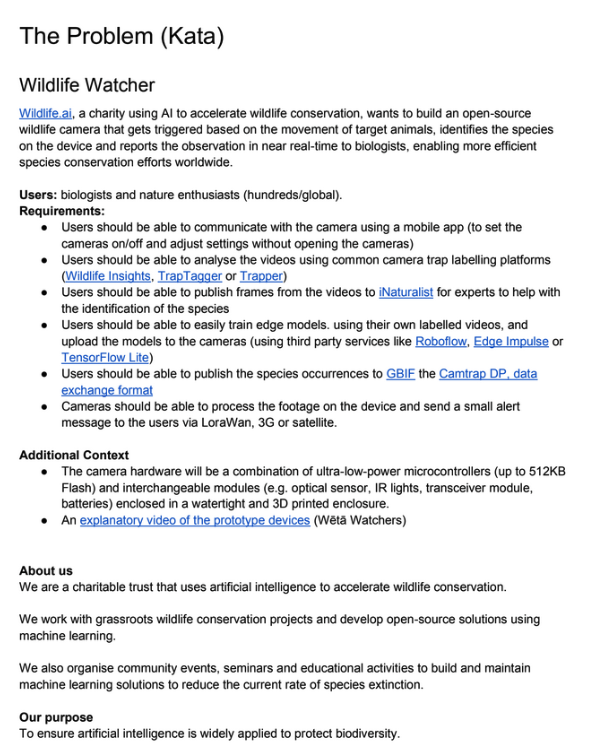 The Problem (Kata)
Wildlife Watcher
Wildlife.ai, a charity using AI to accelerate wildlife conservation, wants to build an open-source
wildlife camera that gets triggered based on the movement of target animals, identifies the species
on the device and reports the observation in near real-time to biologists, enabling more efficient
species conservation efforts worldwide.
Users: biologists and nature enthusiasts (hundreds/global).
Requirements:
● Users should be able to communicate with the camera using a mobile app (to set the
cameras on/off and adjust settings without opening the cameras)
● Users should be able to analyse the videos using common camera trap labelling platforms
(Wildlife Insights, TrapTagger or Trapper)
● Users should be able to publish frames from the videos to iNaturalist for experts to help with
the identification of the species
● Users should be able to easily train edge models. using their own labelled videos, and
upload the models to the cameras (using third party services like Roboflow, Edge Impulse or
TensorFlow Lite)
● Users should be able to publish the species occurrences to GBIF the Camtrap DP, data
exchange format
● Cameras should be able to process the footage on the device and send a small alert
message to the users via LoraWan, 3G or satellite.
Additional Context
● The camera hardware will be a combination of ultra-low-power microcontrollers (up to 512KB
Flash) and interchangeable modules (e.g. optical sensor, IR lights, transceiver module,
batteries) enclosed in a watertight and 3D printed enclosure.
● An explanatory video of the prototype devices (Wētā Watchers)
About us
We are a charitable trust that uses artificial intelligence to accelerate wildlife conservation.
We work with grassroots wildlife conservation projects and develop open-source solutions using
machine learning.
We also organise community events, seminars and educational activities to build and maintain
machine learning solutions to reduce the current rate of species extinction.
Our purpose
To ensure artificial intelligence is widely applied to protect biodiversity.